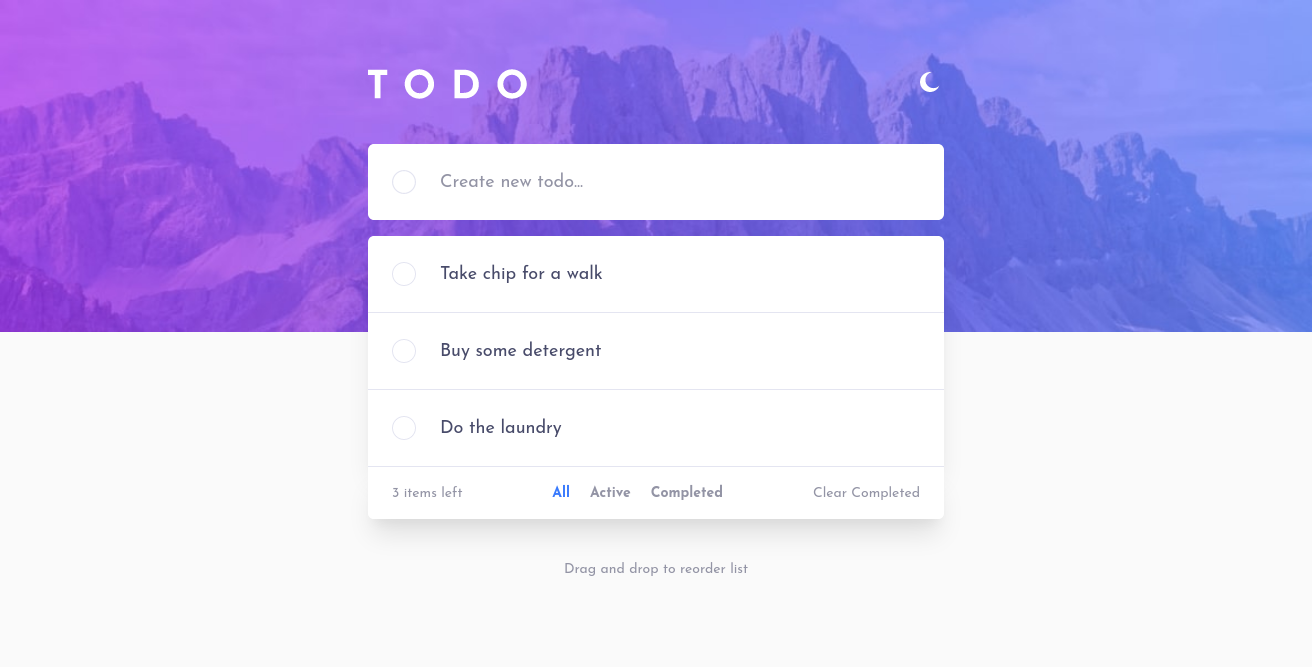 TODO
Create new todo...
Take chip for a walk
Buy some detergent
Do the laundry
3 items left All Active Completed Clear Completed
Drag and drop to reorder list